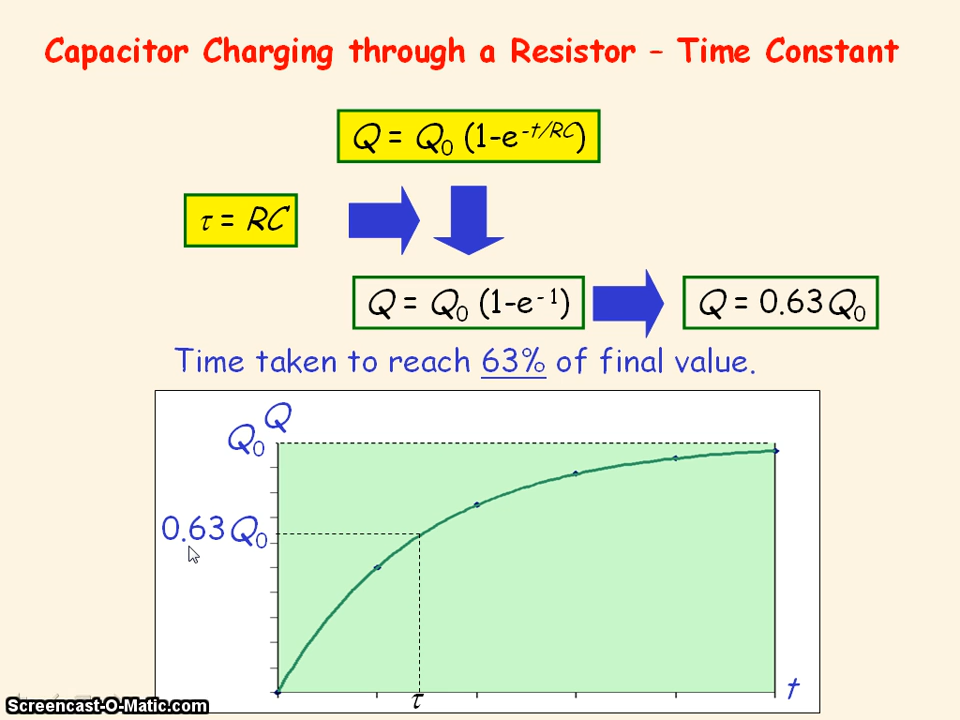 Capacitor Charging through a Resistor – Time Constant
Q = Q₀ (1-e⁻ᵗ/ᴿᶜ)
τ = RC
Q = Q₀ (1-e⁻¹)
Q = 0.63Q₀
Time taken to reach 63% of final value.
Q
Q₀
0.63Q₀
t
τ
Screencast-O-Matic.com